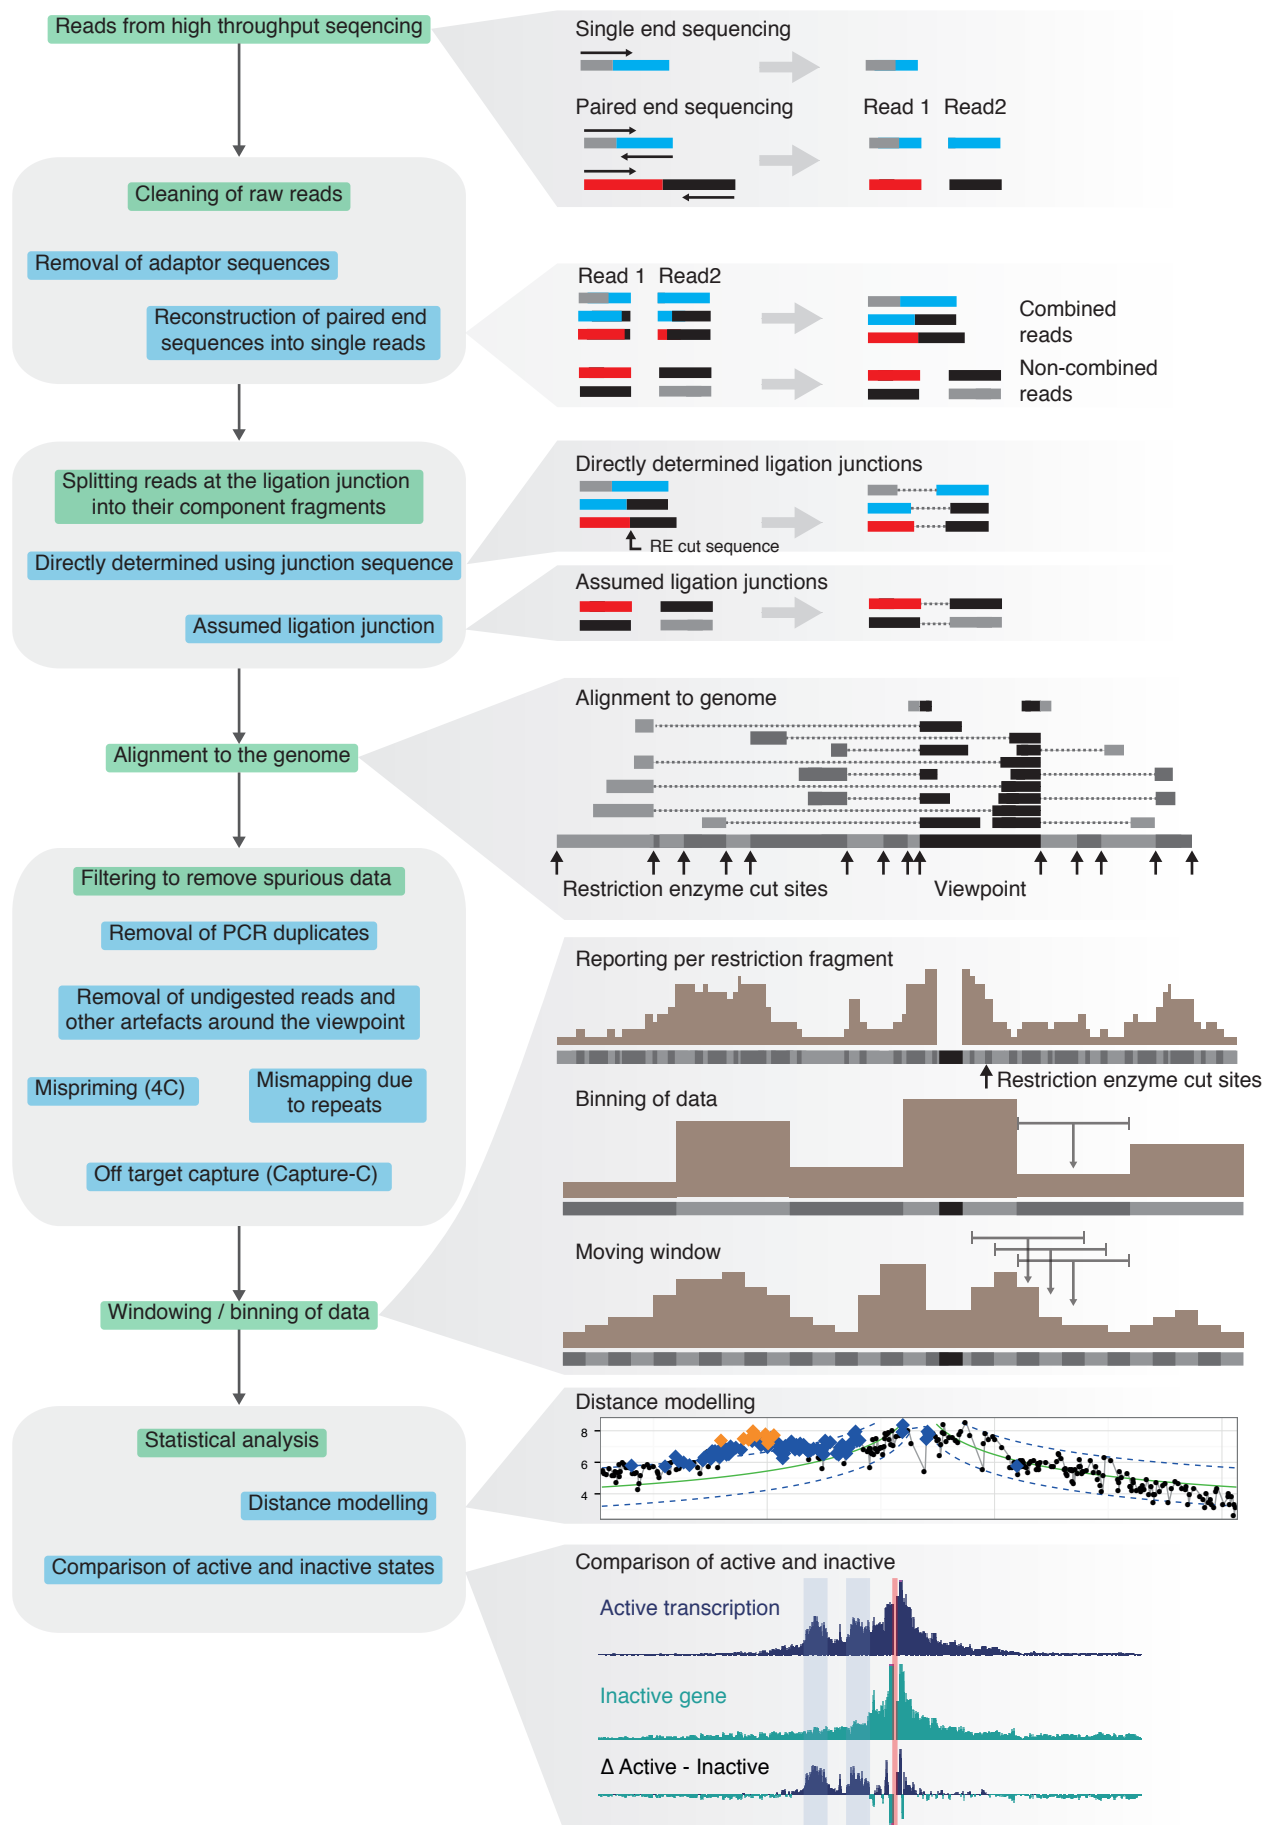 Reads from high throughput seqencing
Single end sequencing
Paired end sequencing
Read 1
Read2
Cleaning of raw reads
Removal of adaptor sequences
Reconstruction of paired end
sequences into single reads
Read 1
Read2
Combined
reads
Non-combined
reads
Splitting reads at the ligation junction
into their component fragments
Directly determined using junction sequence
Assumed ligation junction
Directly determined ligation junctions
RE cut sequence
Assumed ligation junctions
Alignment to the genome
Alignment to genome
Restriction enzyme cut sites
Viewpoint
Filtering to remove spurious data
Removal of PCR duplicates
Removal of undigested reads and
other artefacts around the viewpoint
Mispriming (4C)
Mismapping due
to repeats
Off target capture (Capture-C)
Windowing / binning of data
Reporting per restriction fragment
Restriction enzyme cut sites
Binning of data
Moving window
Statistical analysis
Distance modelling
Comparison of active and inactive states
Distance modelling
8
6
4
Comparison of active and inactive
Active transcription
Inactive gene
Δ Active - Inactive